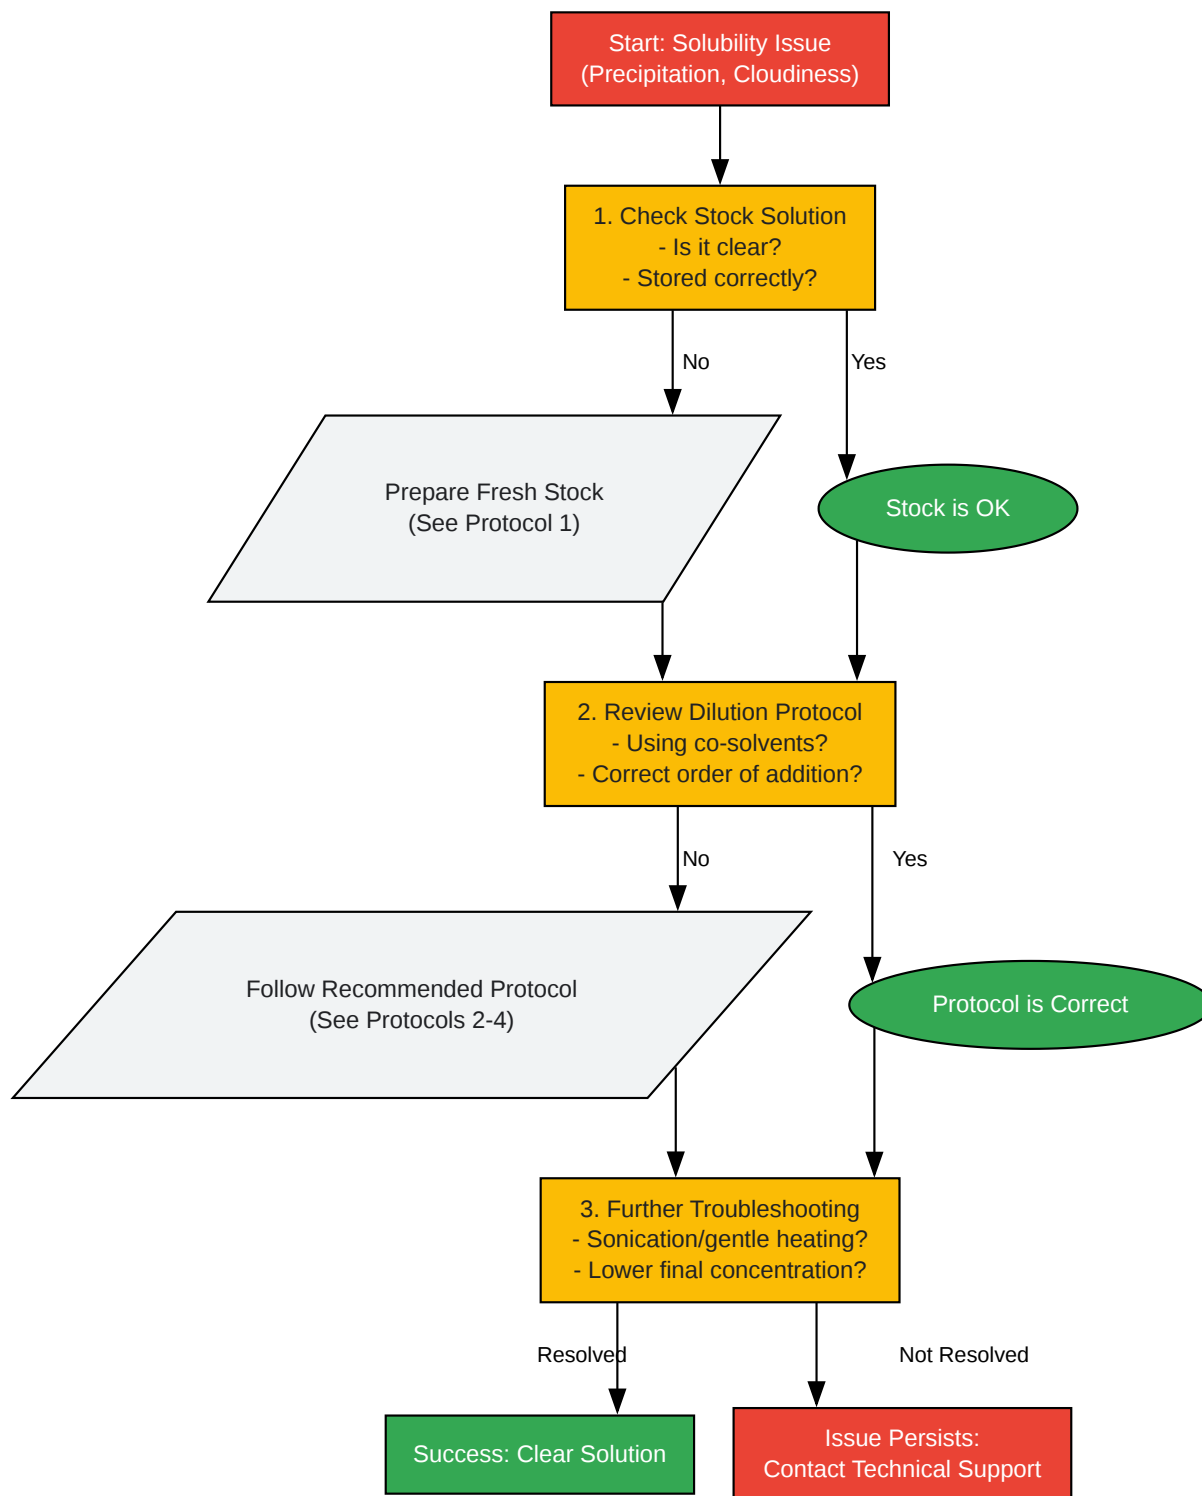 Start: Solubility Issue
(Precipitation, Cloudiness)
1. Check Stock Solution
- Is it clear?
- Stored correctly?
No
Yes
Prepare Fresh Stock
(See Protocol 1)
Stock is OK
2. Review Dilution Protocol
- Using co-solvents?
- Correct order of addition?
No
Yes
Follow Recommended Protocol
(See Protocols 2-4)
Protocol is Correct
3. Further Troubleshooting
- Sonication/gentle heating?
- Lower final concentration?
Resolved
Not Resolved
Success: Clear Solution
Issue Persists:
Contact Technical Support